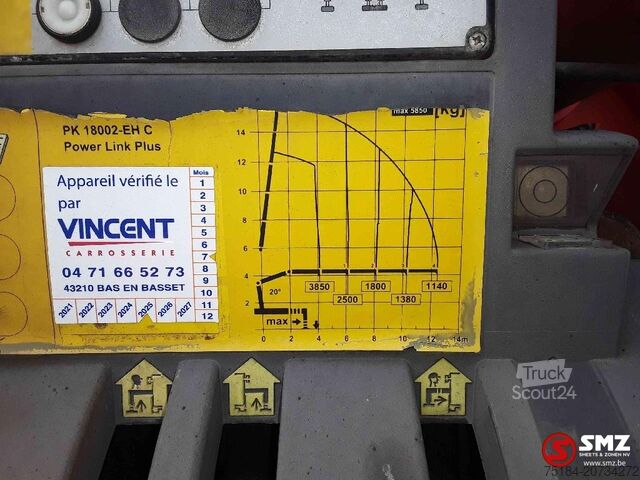 PK 18002-EH C
Power Link Plus
max 5850
[kg]
Appareil vérifié le
par
VINCENT
CARROSSERIE
04 71 66 52 73
43210 BAS EN BASSET
2021 2022 2023 2024 2025 2026 2027
Mois
1
2
3
4
5
6
7
8
9
10
11
12
14
12
10
8
6
4
2
20°
3850
2500
1800
1380
1140
max
0 2 4 6 8 10 12 14m
Truck
Scout24
SMZ
SHEETS & ZONEN NV
www.smz.be
75184-20794272